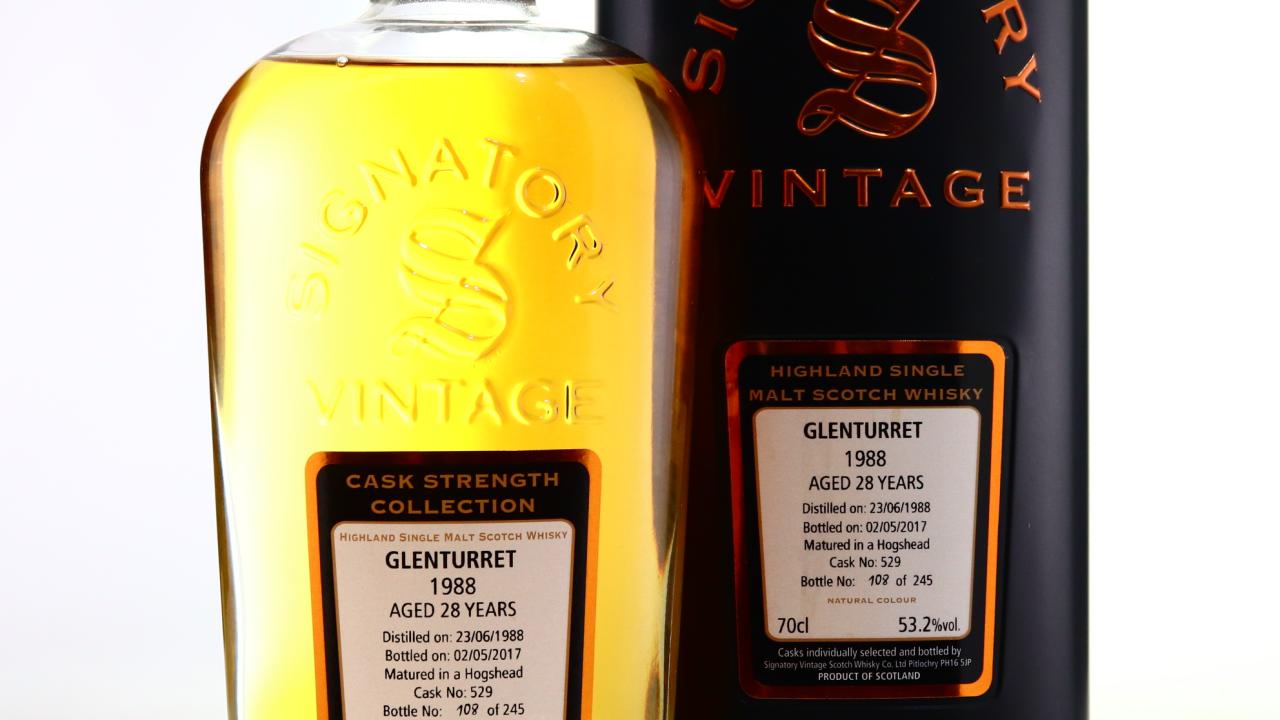 SIGNATORY
VINTAGE
CASK STRENGTH
COLLECTION
HIGHLAND SINGLE MALT SCOTCH WHISKY
GLENTURRET
1988
AGED 28 YEARS
Distilled on: 23/06/1988
Bottled on: 02/05/2017
Matured in a Hogshead
Cask No: 529
Bottle No: 108 of 245
SIGNATORY
VINTAGE
HIGHLAND SINGLE
MALT SCOTCH WHISKY
GLENTURRET
1988
AGED 28 YEARS
Distilled on: 23/06/1988
Bottled on: 02/05/2017
Matured in a Hogshead
Cask No: 529
Bottle No: 108 of 245
NATURAL COLOUR
70cl 53.2%vol.
Casks individually selected and bottled by
Signatory Vintage Scotch Whisky Co. Ltd Pitlochry PH16 5JP
PRODUCT OF SCOTLAND